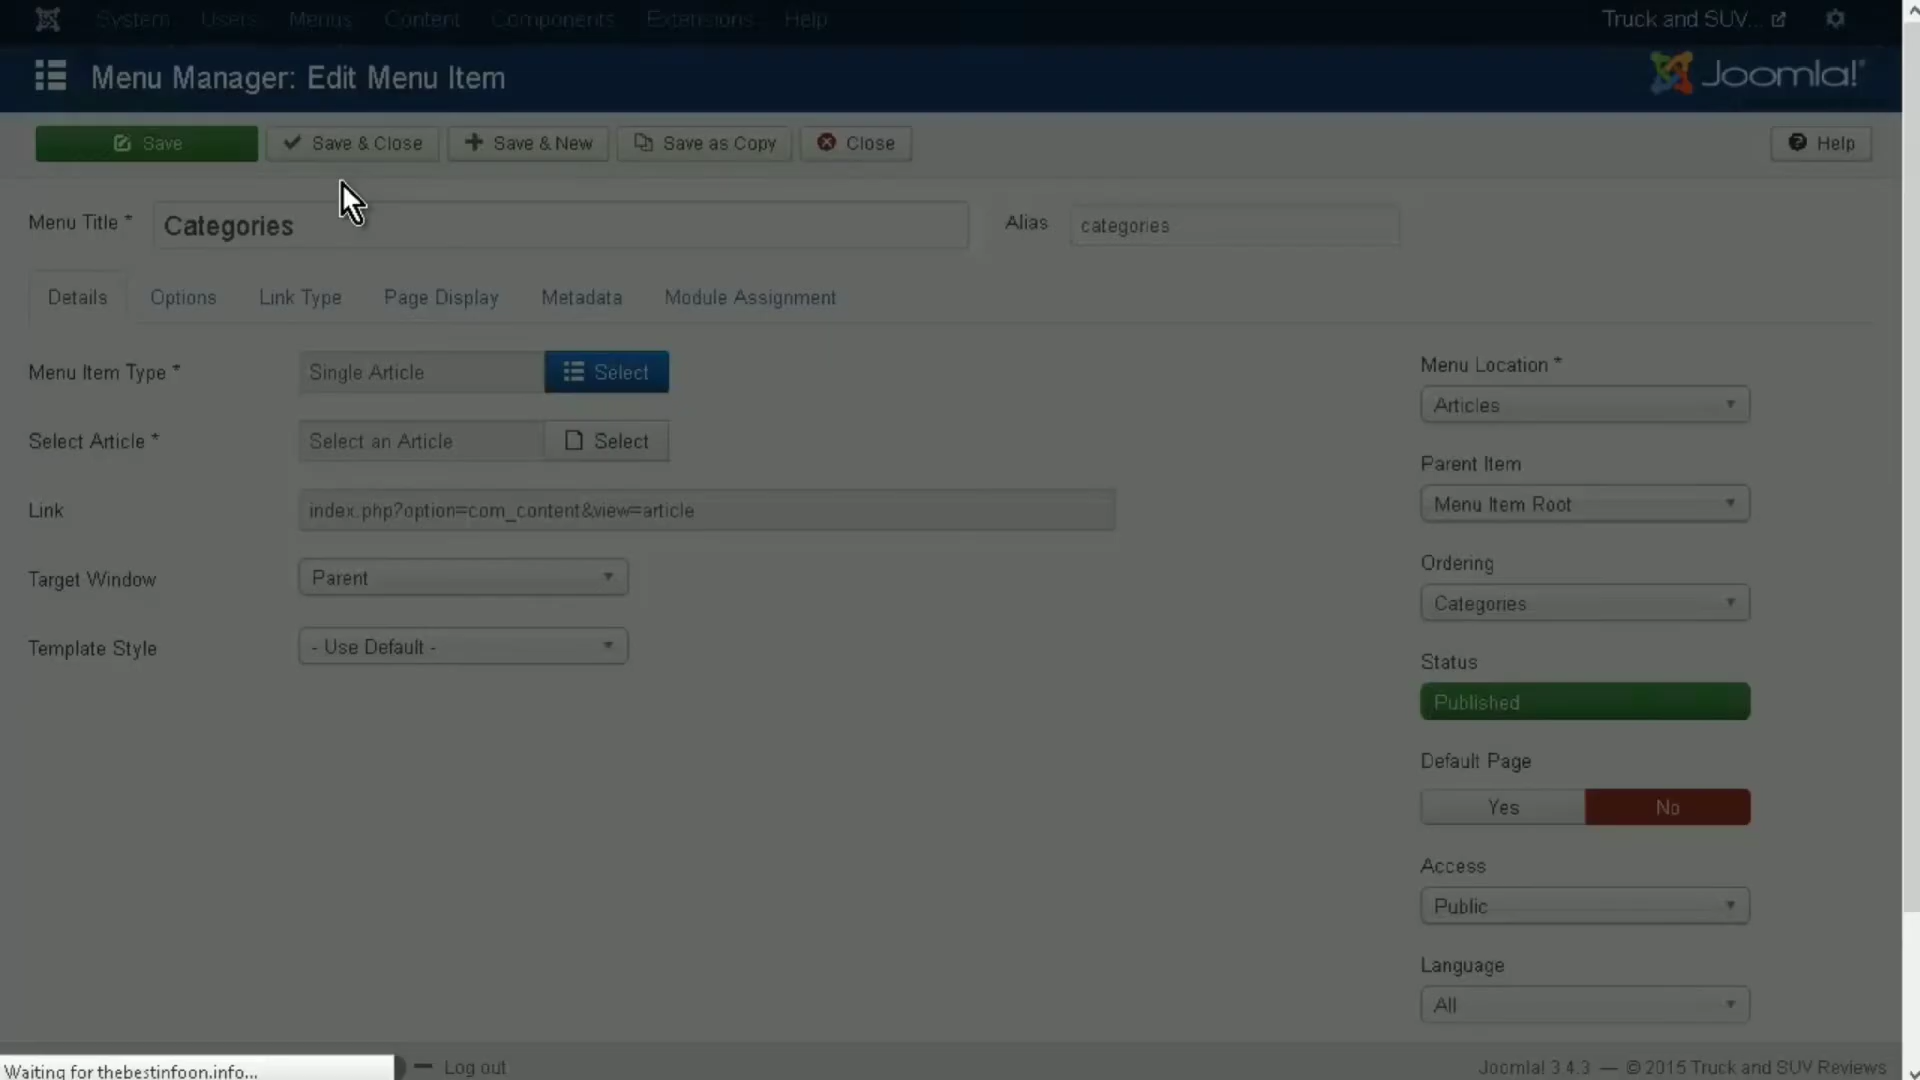 System Users Menus Content Components Extensions Help Truck and SUV...
Menu Manager: Edit Menu Item Joomla!®
Save Save & Close Save & New Save as Copy Close Help
Menu Title * Categories Alias categories
Details Options Link Type Page Display Metadata Module Assignment
Menu Item Type * Single Article Select
Select Article * Select an Article Select
Link index.php?option=com_content&view=article
Target Window Parent
Template Style - Use Default -
Menu Location *
Articles
Parent Item
Menu Item Root
Ordering
Categories
Status
Published
Default Page
Yes No
Access
Public
Language
All
Waiting for thebestinfoon.info... Log out Joomla! 3.4.3 — © 2015 Truck and SUV Reviews